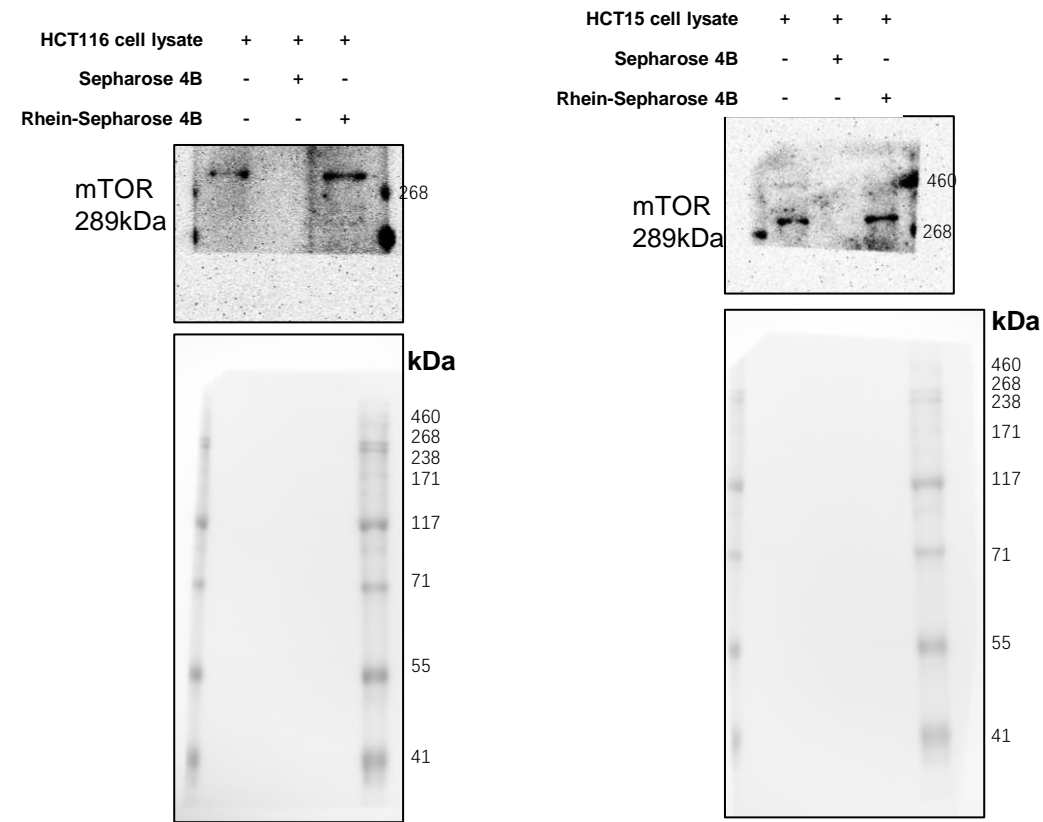 HCT116 cell lysate + + +
Sepharose 4B - + -
Rhein-Sepharose 4B - - +
mTOR
289kDa
268
kDa
460
268
238
171
117
71
55
41
HCT15 cell lysate + + +
Sepharose 4B - + -
Rhein-Sepharose 4B - - +
mTOR
289kDa
460
268
kDa
460
268
238
171
117
71
55
41